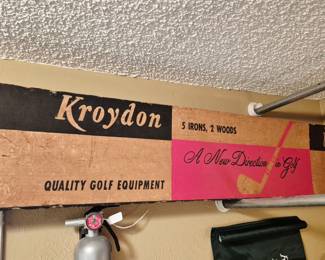 Kroydon
5 IRONS, 2 WOODS
A New Direction in Golf
QUALITY GOLF EQUIPMENT